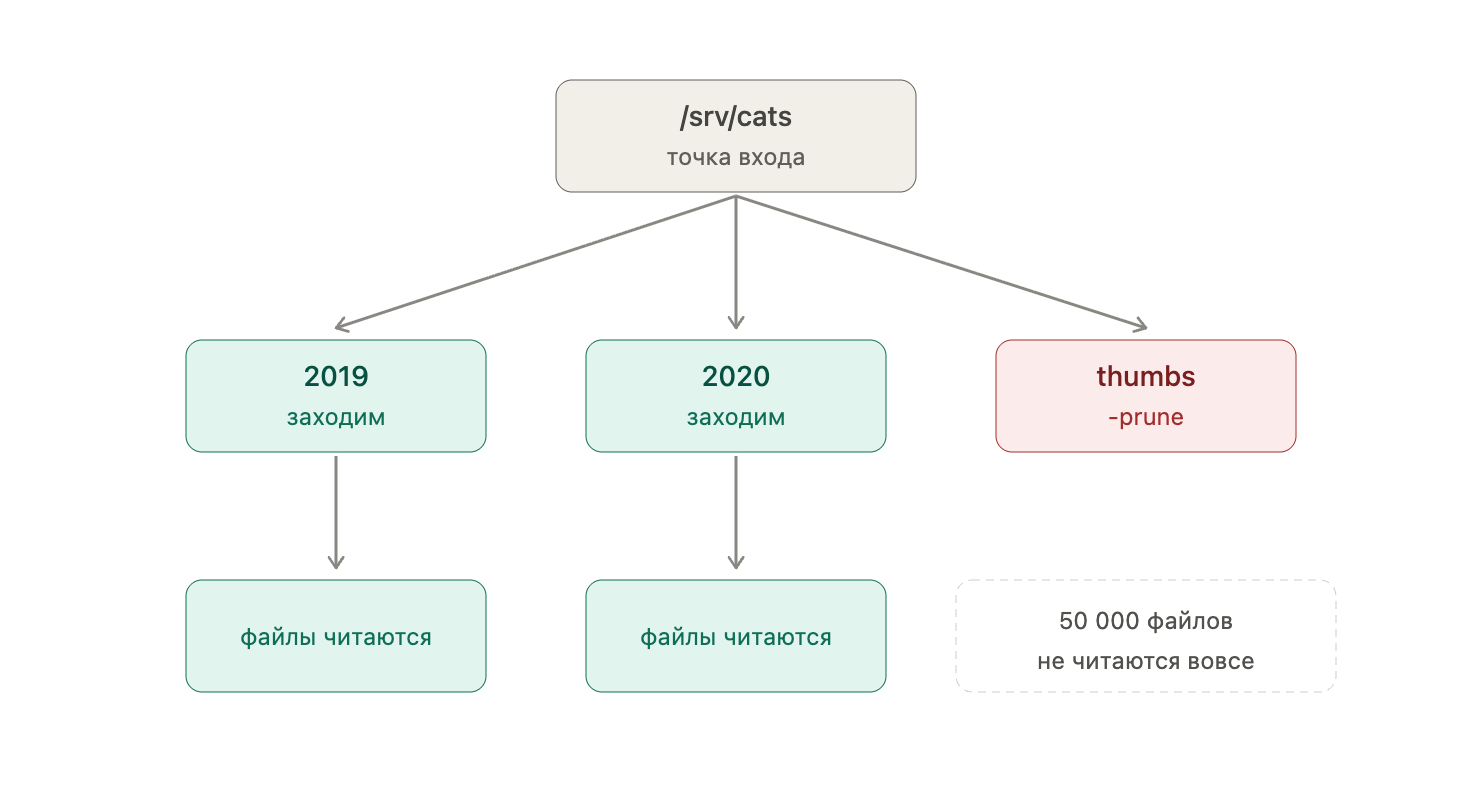 /srv/cats
точка входа
2019
заходим
2020
заходим
thumbs
-prune
файлы читаются
файлы читаются
50 000 файлов
не читаются вовсе